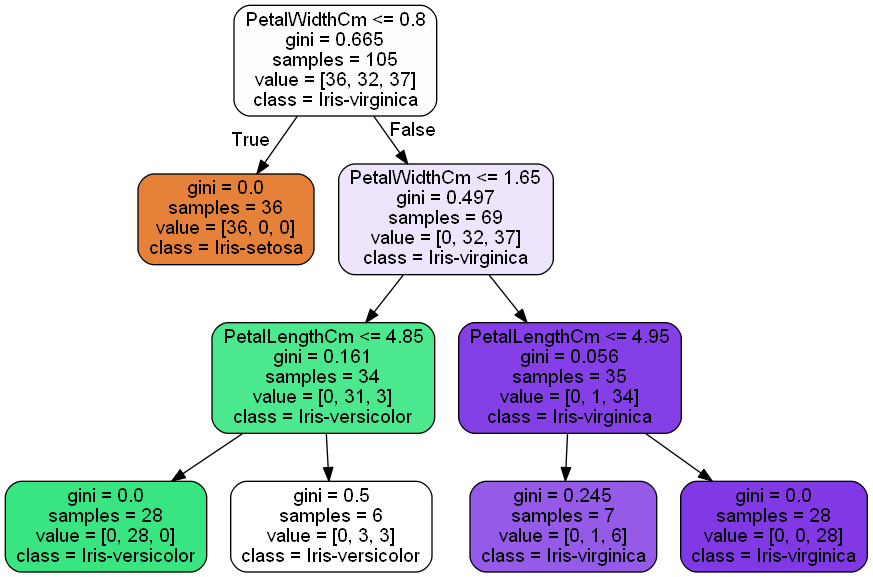 PetalWidthCm <= 0.8
gini = 0.665
samples = 105
value = [36, 32, 37]
class = Iris-virginica
True
False
gini = 0.0
samples = 36
value = [36, 0, 0]
class = Iris-setosa
PetalWidthCm <= 1.65
gini = 0.497
samples = 69
value = [0, 32, 37]
class = Iris-virginica
PetalLengthCm <= 4.85
gini = 0.161
samples = 34
value = [0, 31, 3]
class = Iris-versicolor
PetalLengthCm <= 4.95
gini = 0.056
samples = 35
value = [0, 1, 34]
class = Iris-virginica
gini = 0.0
samples = 28
value = [0, 28, 0]
class = Iris-versicolor
gini = 0.5
samples = 6
value = [0, 3, 3]
class = Iris-versicolor
gini = 0.245
samples = 7
value = [0, 1, 6]
class = Iris-virginica
gini = 0.0
samples = 28
value = [0, 0, 28]
class = Iris-virginica